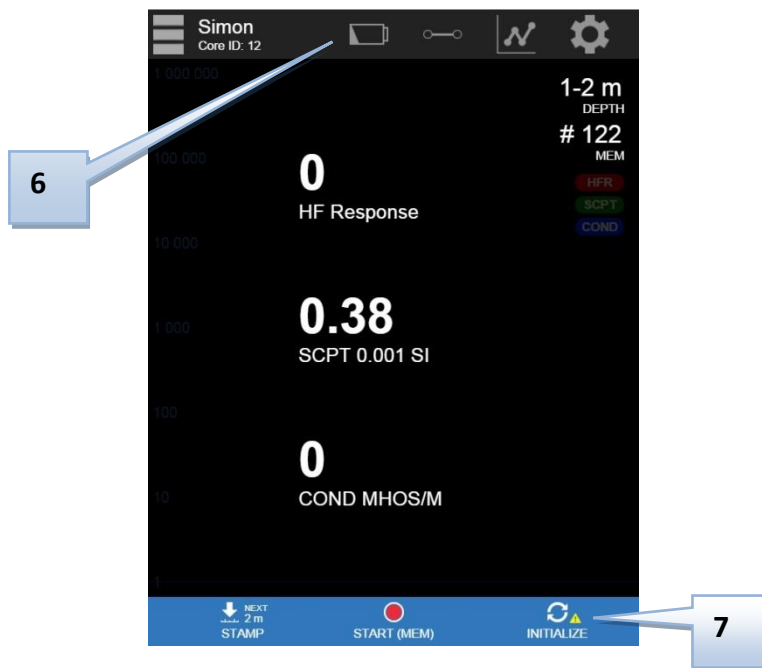 Simon
Core ID: 12
1 000 000
1-2 m
DEPTH
# 122
MEM
6
100 000
0
HF Response
HFR
SCPT
COND
10 000
0.38
1 000
SCPT 0.001 SI
100
0
10
COND MHOS/M
1
NEXT
2 m
STAMP
START (MEM)
INITIALIZE
7